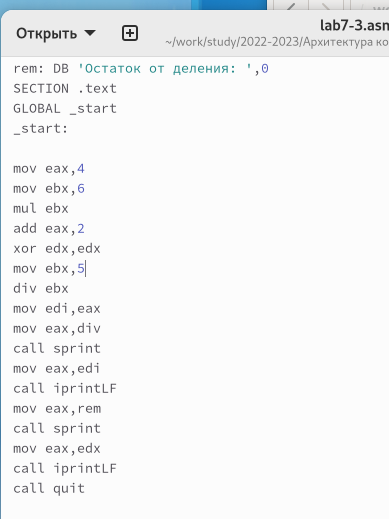 Открыть
lab7-3.asm
~/work/study/2022-2023/Архитектура ко
rem: DB 'Остаток от деления: ',0
SECTION .text
GLOBAL _start
_start:
mov eax,4
mov ebx,6
mul ebx
add eax,2
xor edx,edx
mov ebx,5
div ebx
mov edi,eax
mov eax,div
call sprint
mov eax,edi
call iprintLF
mov eax,rem
call sprint
mov eax,edx
call iprintLF
call quit